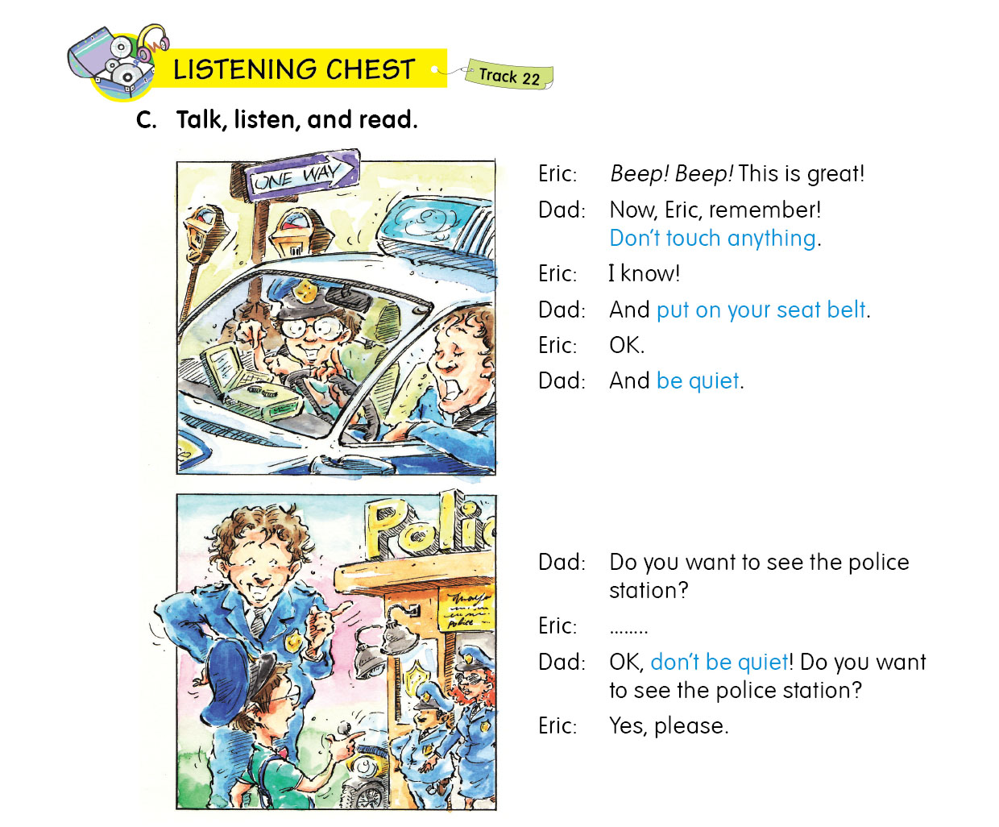 LISTENING CHEST
Track 22
C. Talk, listen, and read.
ONE WAY
Eric: Beep! Beep! This is great!
Dad: Now, Eric, remember!
Don't touch anything.
Eric: I know!
Dad: And put on your seat belt.
Eric: OK.
Dad: And be quiet.
Polic
Police
Dad: Do you want to see the police
station?
Eric: ........
Dad: OK, don't be quiet! Do you want
to see the police station?
Eric: Yes, please.